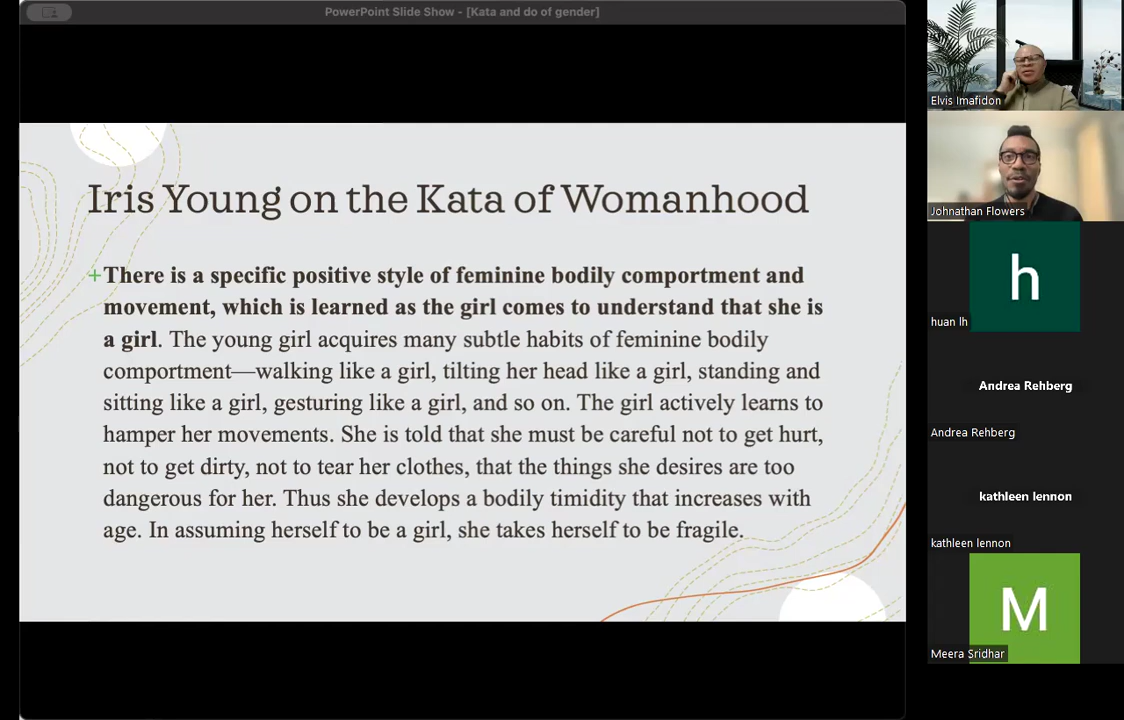 PowerPoint Slide Show - [Kata and do of gender]
Iris Young on the Kata of Womanhood
+There is a specific positive style of feminine bodily comportment and
movement, which is learned as the girl comes to understand that she is
a girl. The young girl acquires many subtle habits of feminine bodily
comportment—walking like a girl, tilting her head like a girl, standing and
sitting like a girl, gesturing like a girl, and so on. The girl actively learns to
hamper her movements. She is told that she must be careful not to get hurt,
not to get dirty, not to tear her clothes, that the things she desires are too
dangerous for her. Thus she develops a bodily timidity that increases with
age. In assuming herself to be a girl, she takes herself to be fragile.
Elvis Imafidon
Johnathan Flowers
h
huan lh
Andrea Rehberg
Andrea Rehberg
kathleen lennon
kathleen lennon
M
Meera Sridhar